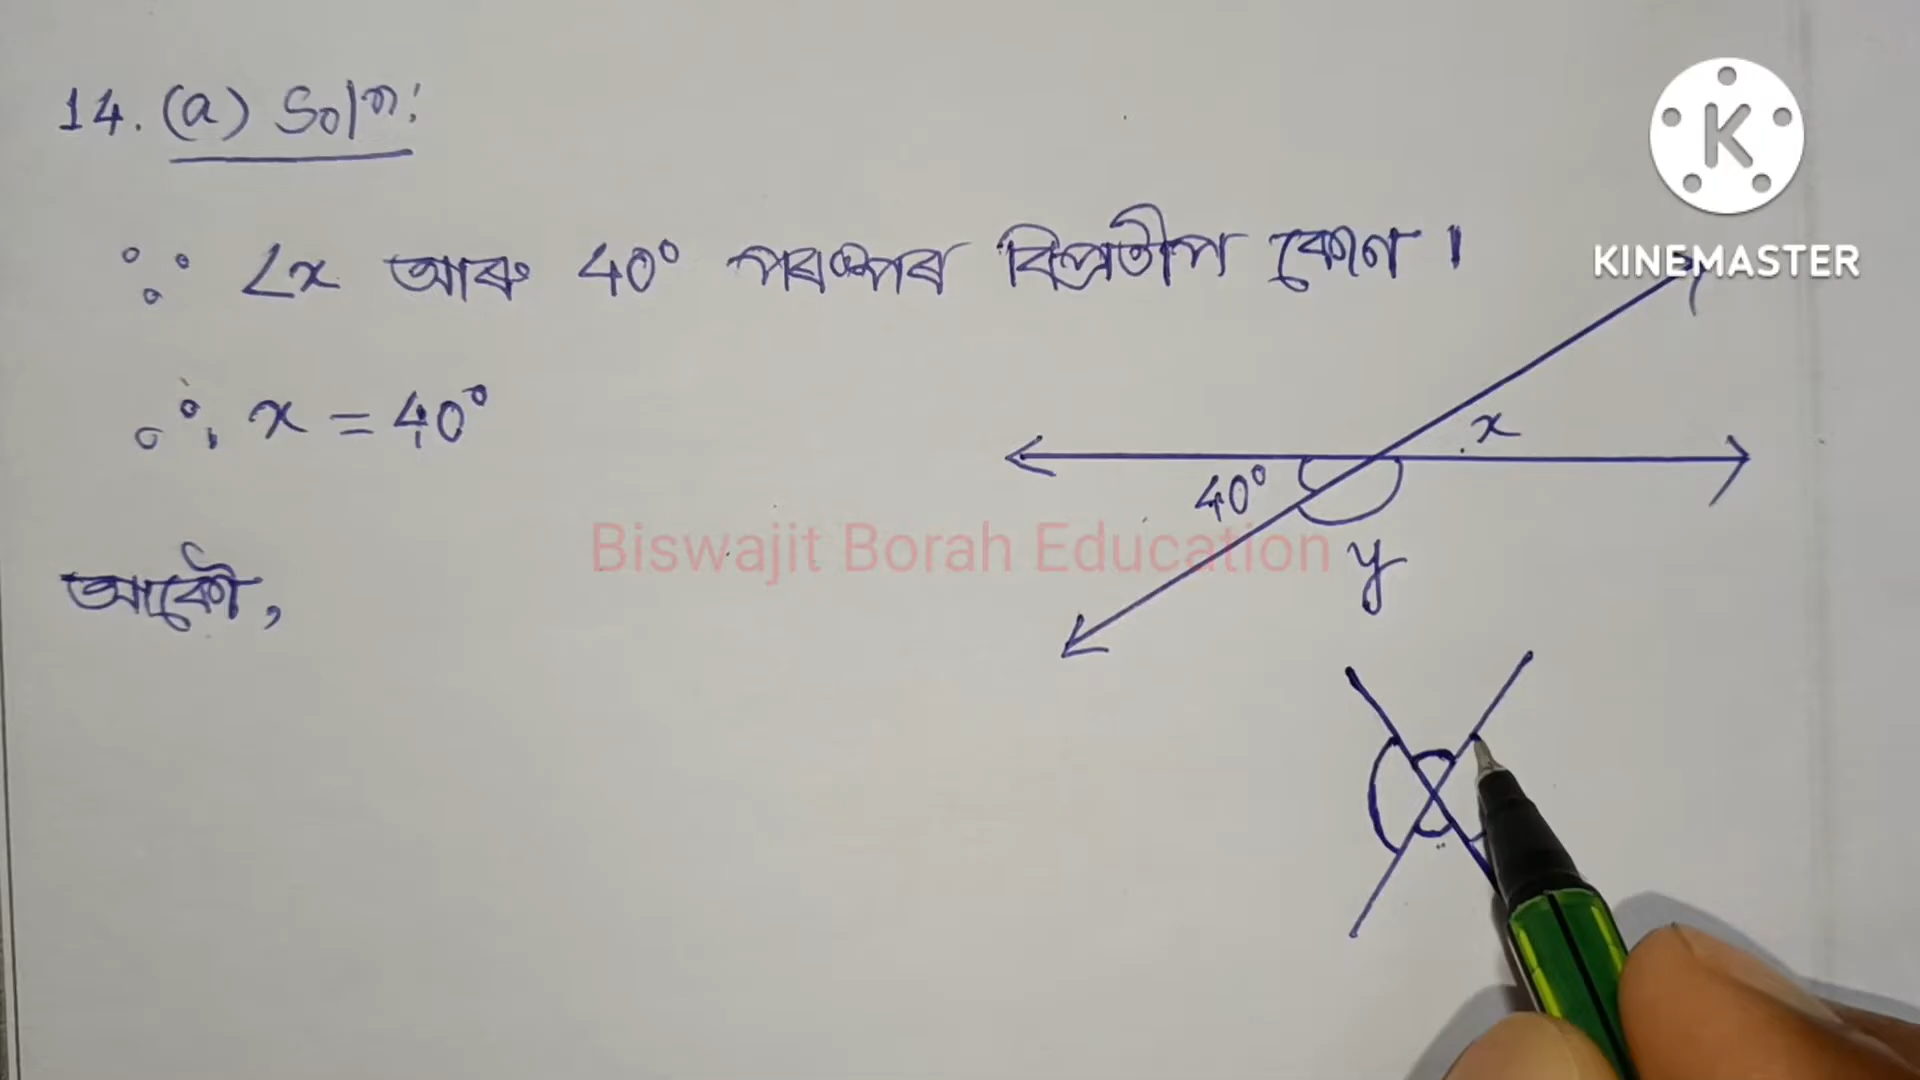 14. (a) Soln:
∵ ∠x আৰু 40° পৰস্পৰ বিপ্ৰতীপ কোণ ।
∴ x = 40°
আকৌ,
x
40°
y
K
KINEMASTER
Biswajit Borah Education